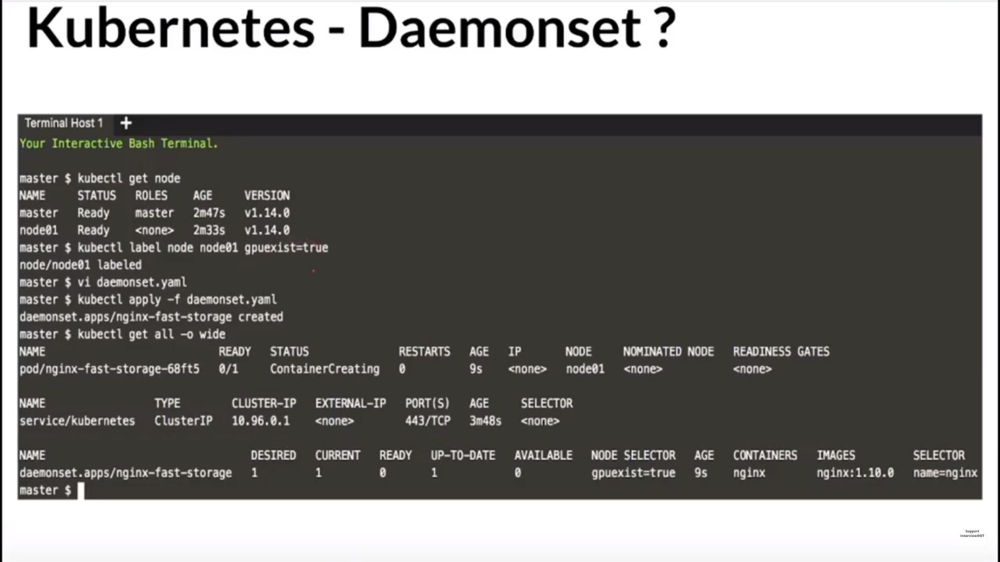 Kubernetes - Daemonset ?
Terminal Host 1 +
Your Interactive Bash Terminal.
master $ kubectl get node
NAME STATUS ROLES AGE VERSION
master Ready master 2m47s v1.14.0
node01 Ready <none> 2m33s v1.14.0
master $ kubectl label node node01 gpuexist=true
node/node01 labeled
master $ vi daemonset.yaml
master $ kubectl apply -f daemonset.yaml
daemonset.apps/nginx-fast-storage created
master $ kubectl get all -o wide
NAME READY STATUS RESTARTS AGE IP NODE NOMINATED NODE READINESS GATES
pod/nginx-fast-storage-68ft5 0/1 ContainerCreating 0 9s <none> node01 <none> <none>
NAME TYPE CLUSTER-IP EXTERNAL-IP PORT(S) AGE SELECTOR
service/kubernetes ClusterIP 10.96.0.1 <none> 443/TCP 3m48s <none>
NAME DESIRED CURRENT READY UP-TO-DATE AVAILABLE NODE SELECTOR AGE CONTAINERS IMAGES SELECTOR
daemonset.apps/nginx-fast-storage 1 1 0 1 0 gpuexist=true 9s nginx nginx:1.10.0 name=nginx
master $
Support
InterviewDOT